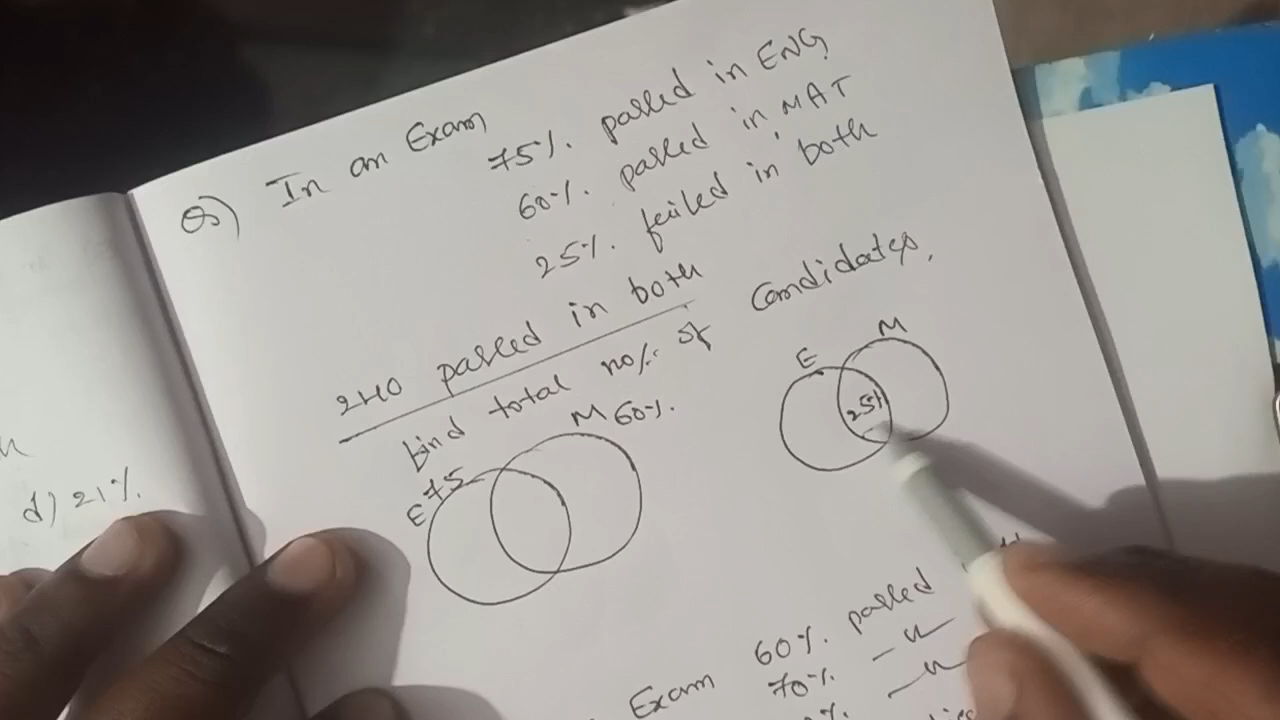 Q) In an Exam
75%. passed in ENG,
60%. passed in MAT
25%. failed in both
240 passed in both
find total no/: of Candidates.
E 75
M 60%.
E M
25%
d) 21%.
Exam 60%. passed
70%.